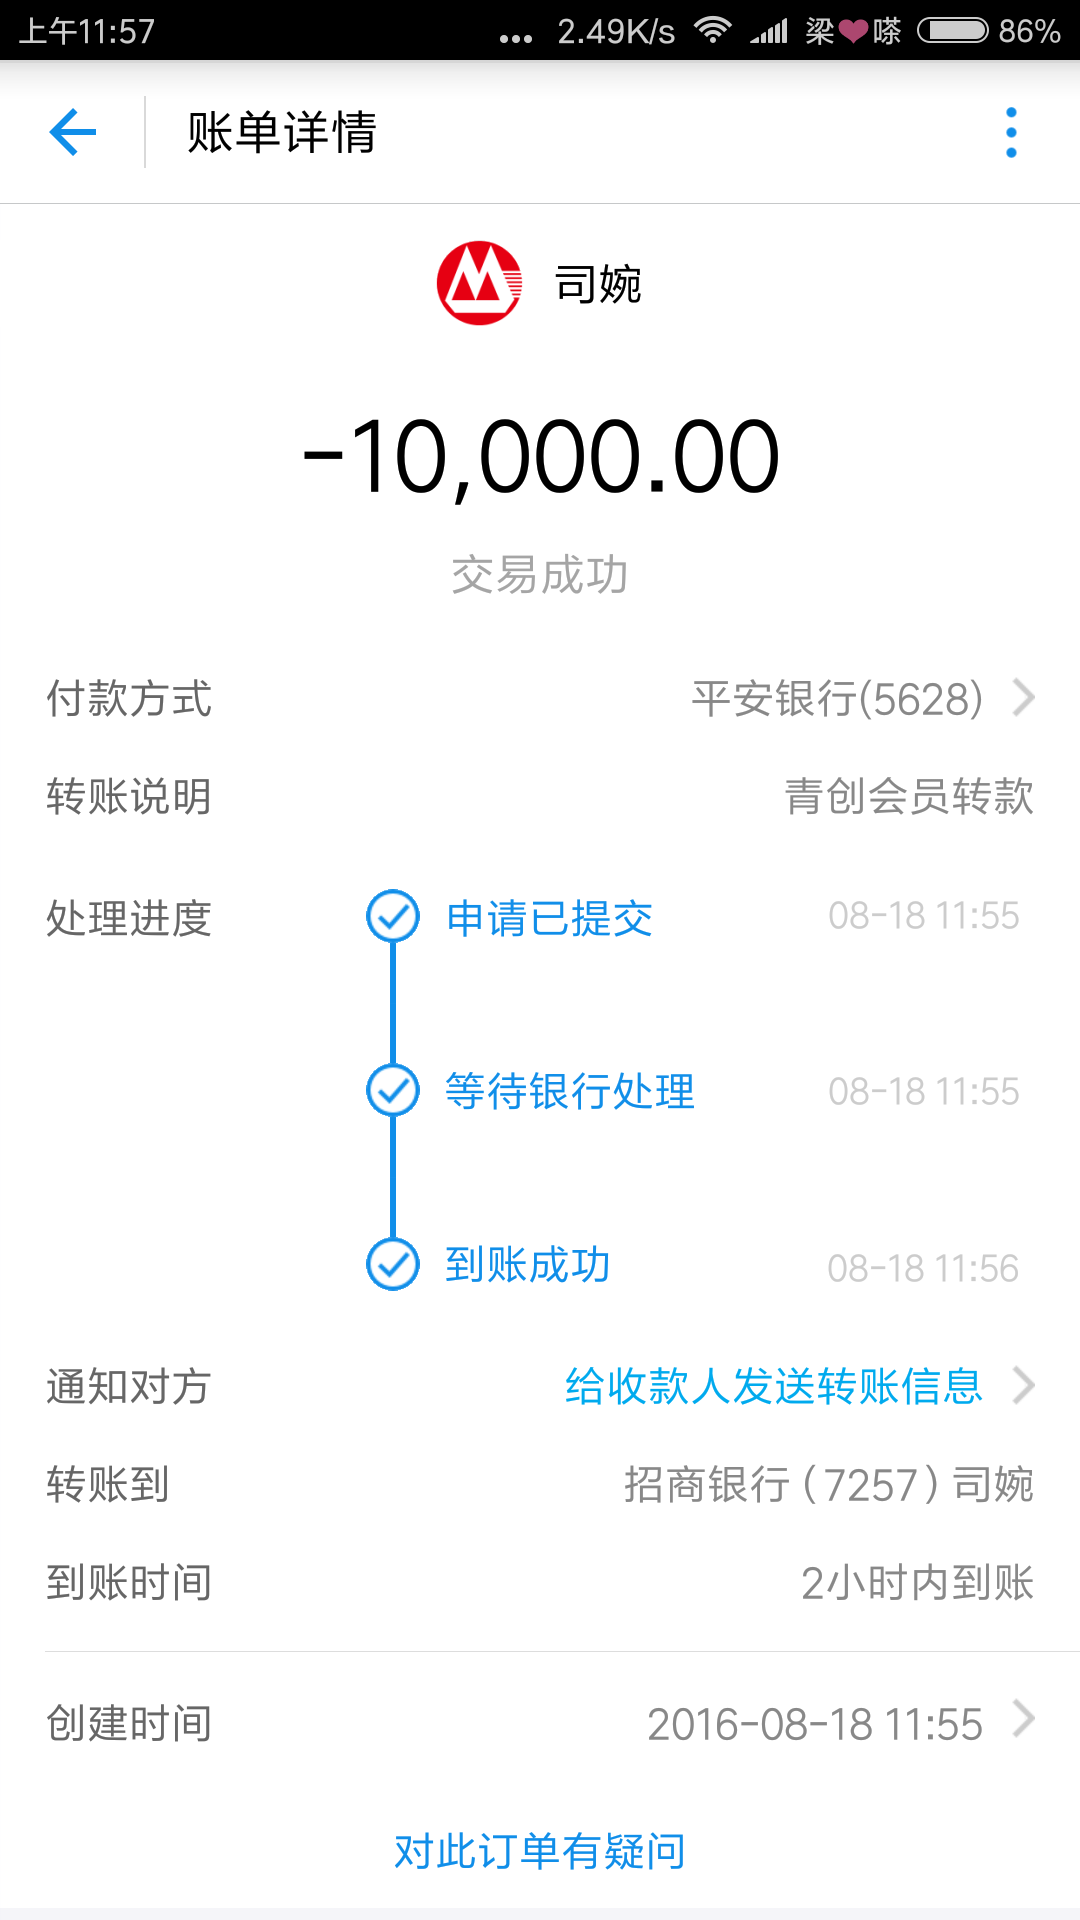 上午11:57 ... 2.49K/s 梁❤嗏 86%
账单详情
司婉
-10,000.00
交易成功
付款方式 平安银行(5628)
转账说明 青创会员转款
处理进度 申请已提交 08-18 11:55
等待银行处理 08-18 11:55
到账成功 08-18 11:56
通知对方 给收款人发送转账信息
转账到 招商银行（7257）司婉
到账时间 2小时内到账
创建时间 2016-08-18 11:55
对此订单有疑问